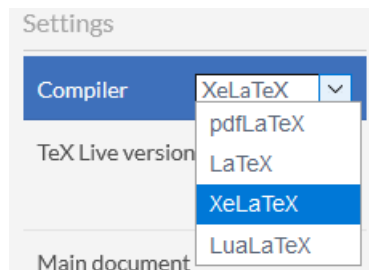 Settings
Compiler XeLaTeX
pdfLaTeX
TeX Live version
LaTeX
XeLaTeX
LuaLaTeX
Main document